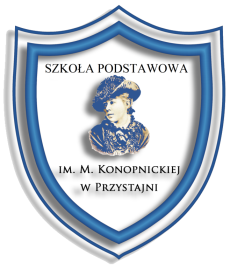 SZKOŁA PODSTAWOWA
IM. M. KONOPNICKIEJ
W PRZYSTAJNI